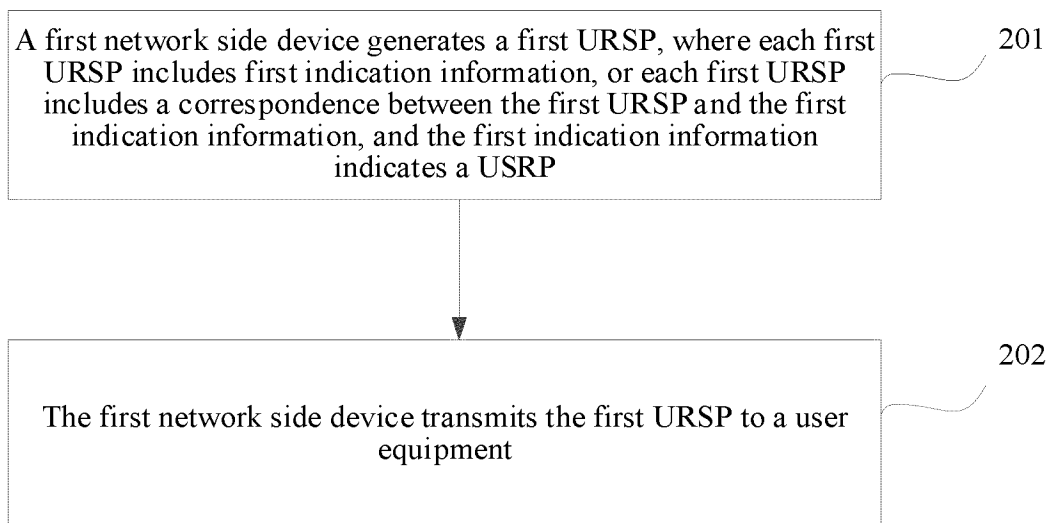 A first network side device generates a first URSP, where each first
URSP includes first indication information, or each first URSP
includes a correspondence between the first URSP and the first
indication information, and the first indication information
indicates a USRP
201
The first network side device transmits the first URSP to a user
equipment
202